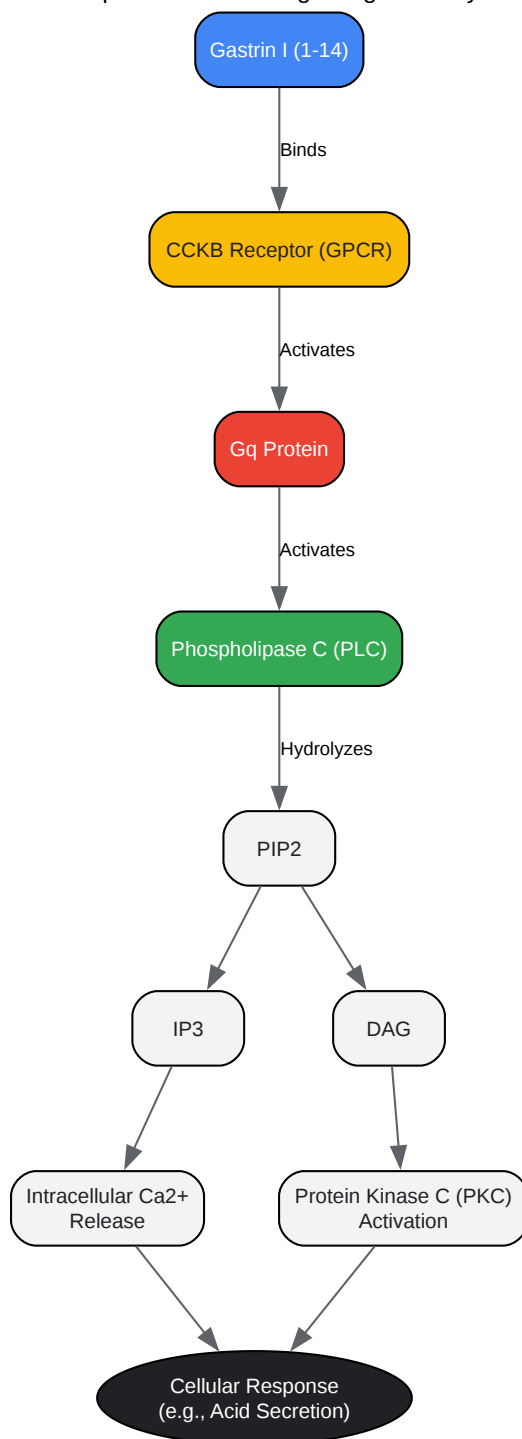 Gastrin I (1-14)
Binds
CCKB Receptor (GPCR)
Activates
Gq Protein
Activates
Phospholipase C (PLC)
Hydrolyzes
PIP2
IP3
DAG
Intracellular Ca2+
Release
Protein Kinase C (PKC)
Activation
Cellular Response
(e.g., Acid Secretion)